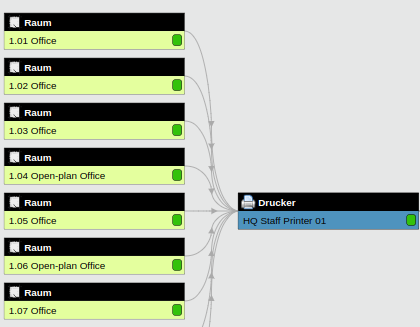 Raum
1.01 Office
Raum
1.02 Office
Raum
1.03 Office
Raum
1.04 Open-plan Office
Raum
1.05 Office
Raum
1.06 Open-plan Office
Raum
1.07 Office
Drucker
HQ Staff Printer 01